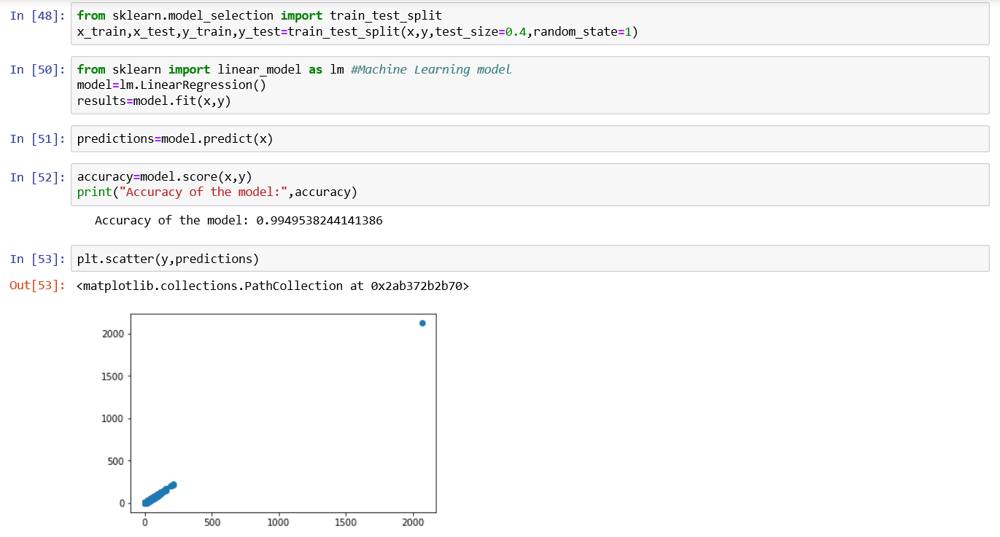 In [48]: from sklearn.model_selection import train_test_split
x_train,x_test,y_train,y_test=train_test_split(x,y,test_size=0.4,random_state=1)
In [50]: from sklearn import linear_model as lm #Machine Learning model
model=lm.LinearRegression()
results=model.fit(x,y)
In [51]: predictions=model.predict(x)
In [52]: accuracy=model.score(x,y)
print("Accuracy of the model:",accuracy)
Accuracy of the model: 0.9949538244141386
In [53]: plt.scatter(y,predictions)
Out[53]: <matplotlib.collections.PathCollection at 0x2ab372b2b70>
2000
1500
1000
500
0
0 500 1000 1500 2000